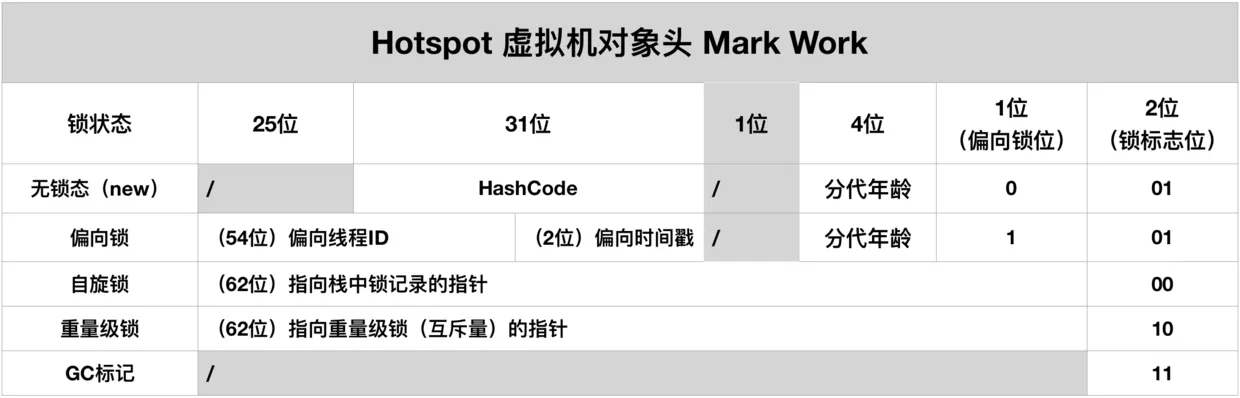 Hotspot 虚拟机对象头 Mark Work
锁状态 25位 31位 1位 4位 1位（偏向锁位） 2位（锁标志位）
无锁态（new） / HashCode / 分代年龄 0 01
偏向锁 （54位）偏向线程ID （2位）偏向时间戳 / 分代年龄 1 01
自旋锁 （62位）指向栈中锁记录的指针 00
重量级锁 （62位）指向重量级锁（互斥量）的指针 10
GC标记 / 11